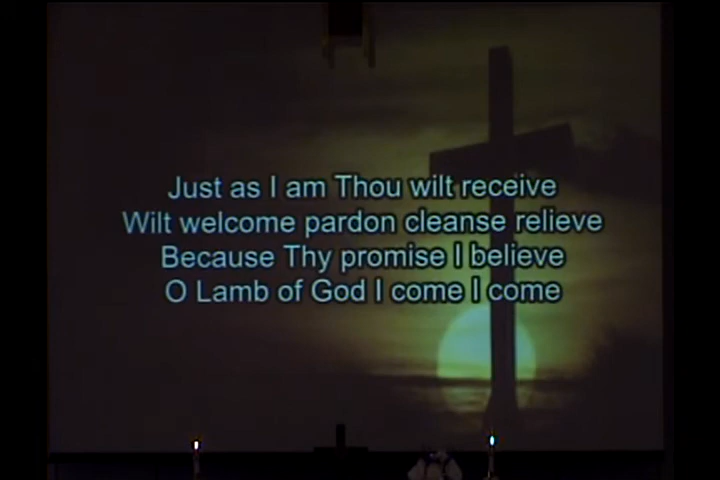 Just as I am Thou wilt receive
Wilt welcome pardon cleanse relieve
Because Thy promise I believe
O Lamb of God I come I come